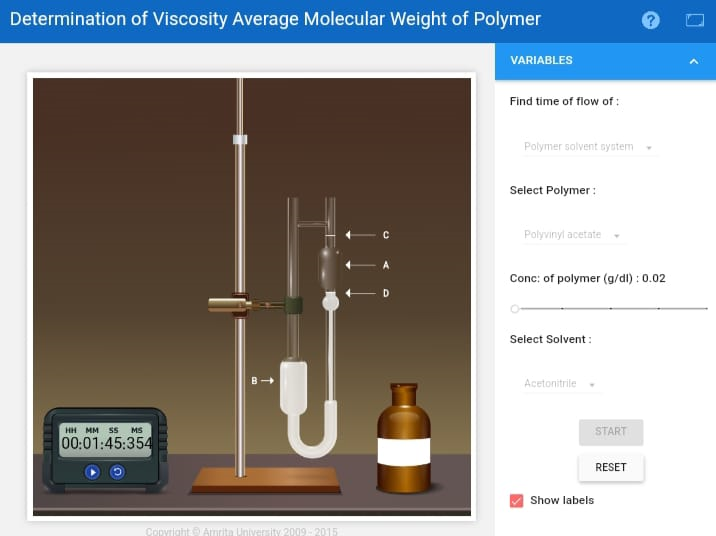 Determination of Viscosity Average Molecular Weight of Polymer
?
VARIABLES
Find time of flow of :
Polymer solvent system
Select Polymer :
Polyvinyl acetate
Conc: of polymer (g/dl) : 0.02
Select Solvent :
Acetonitrile
START
RESET
Show labels
C
A
D
B
HH MM SS MS
00:01:45:354
Copyright © Amrita University 2009 - 2015